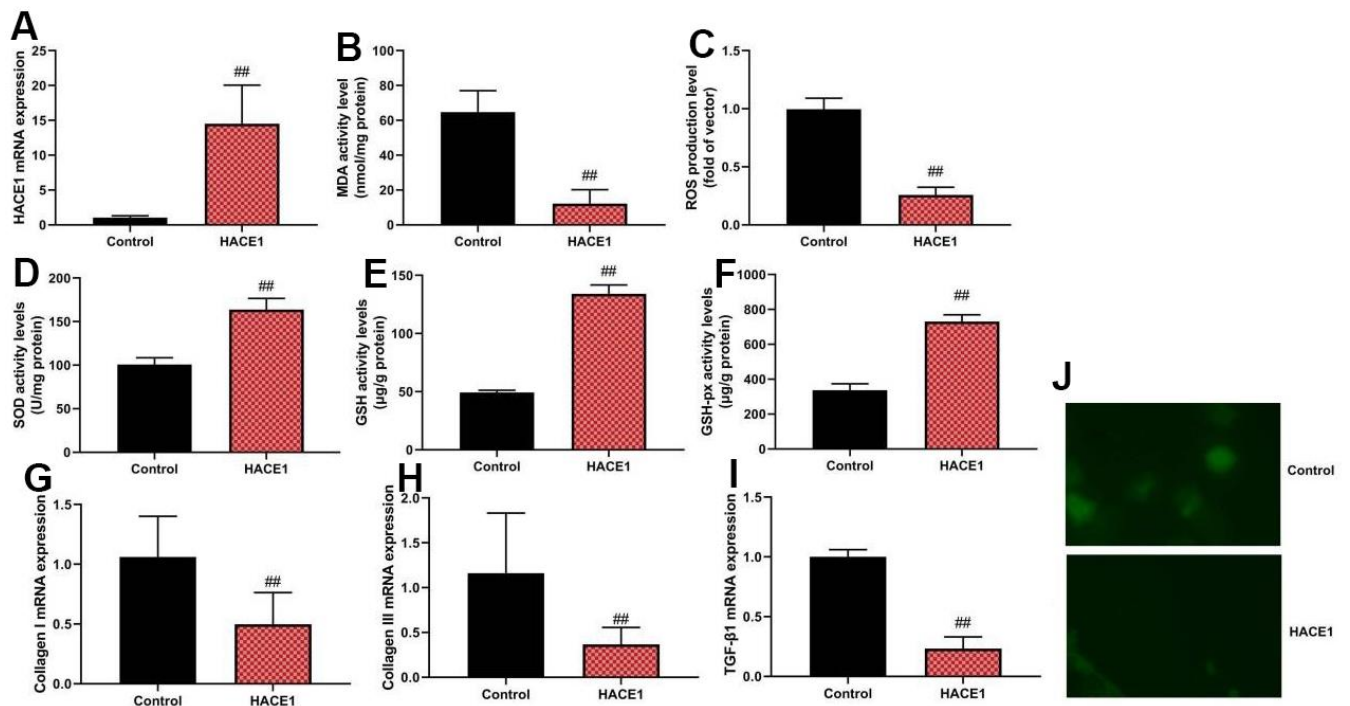 A
HACE1 mRNA expression
25
20
15
10
5
0
##
Control
HACE1
B
MDA activity level
(nmol/mg protein)
100
80
60
40
20
0
##
Control
HACE1
C
ROS production level
(fold of vector)
1.5
1.0
0.5
0.0
##
Control
HACE1
D
SOD activity levels
(U/mg protein)
200
150
100
50
0
##
Control
HACE1
E
GSH activity levels
(μg/g protein)
150
100
50
0
##
Control
HACE1
F
GSH-px activity levels
(μg/g protein)
1000
800
600
400
200
0
##
Control
HACE1
G
Collagen I mRNA expression
1.5
1.0
0.5
0.0
##
Control
HACE1
H
Collagen III mRNA expression
2.0
1.5
1.0
0.5
0.0
##
Control
HACE1
I
TGF-β1 mRNA expression
1.5
1.0
0.5
0.0
##
Control
HACE1
J
Control
HACE1